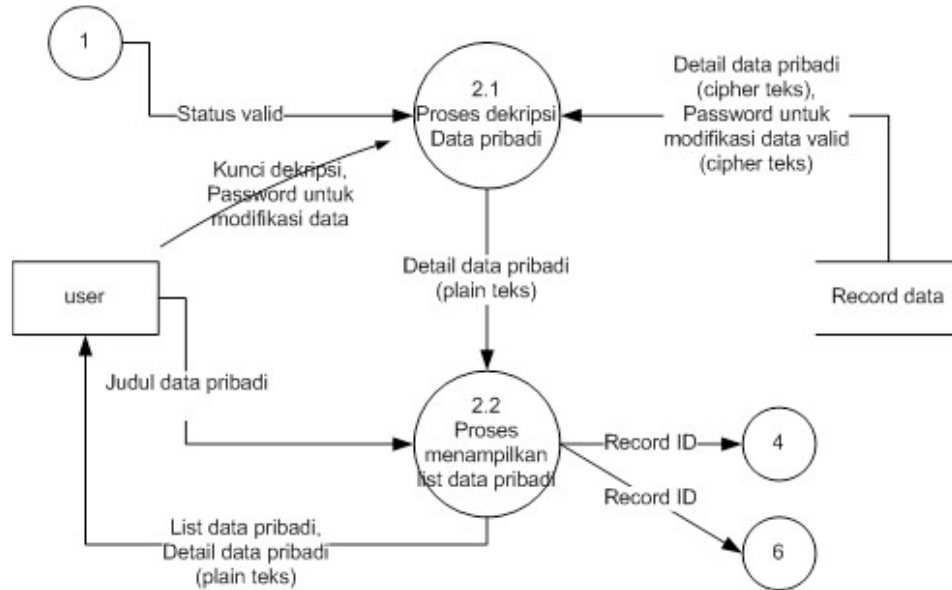 1
Status valid
2.1
Proses dekripsi
Data pribadi
Detail data pribadi
(cipher teks),
Password untuk
modifikasi data valid
(cipher teks)
Kunci dekripsi,
Password untuk
modifikasi data
Detail data pribadi
(plain teks)
user
Record data
Judul data pribadi
2.2
Proses
menampilkan
list data pribadi
Record ID
4
Record ID
6
List data pribadi,
Detail data pribadi
(plain teks)